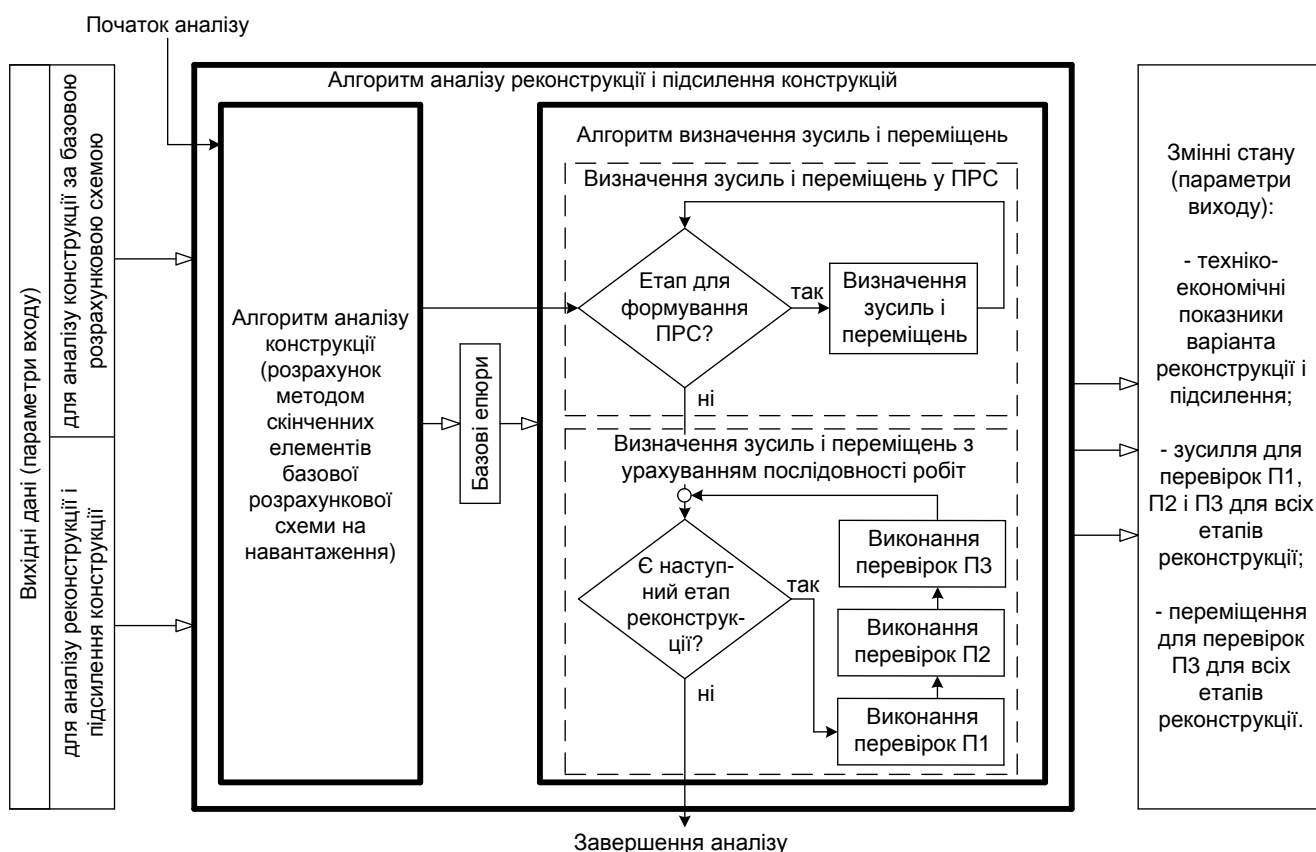 Початок аналізу
Вихідні дані (параметри входу)
для аналізу конструкції за базовою
розрахунковою схемою
для аналізу реконструкції і
підсилення конструкції
Алгоритм аналізу реконструкції і підсилення конструкцій
Алгоритм аналізу
конструкції
(розрахунок
методом
скінченних
елементів
базової
розрахункової
схеми на
навантаження)
Базові епюри
Алгоритм визначення зусиль і переміщень
Визначення зусиль і переміщень у ПРС
Етап для
формування
ПРС?
так
Визначення
зусиль і
переміщень
ні
Визначення зусиль і переміщень з
урахуванням послідовності робіт
Є наступ-
ний етап
реконструк-
ції?
так
Виконання
перевірок П3
Виконання
перевірок П2
Виконання
перевірок П1
ні
Завершення аналізу
Змінні стану
(параметри
виходу):
- техніко-
економічні
показники
варіанта
реконструкції і
підсилення;
- зусилля для
перевірок П1,
П2 і П3 для всіх
етапів
реконструкції;
- переміщення
для перевірок
П3 для всіх
етапів
реконструкції.